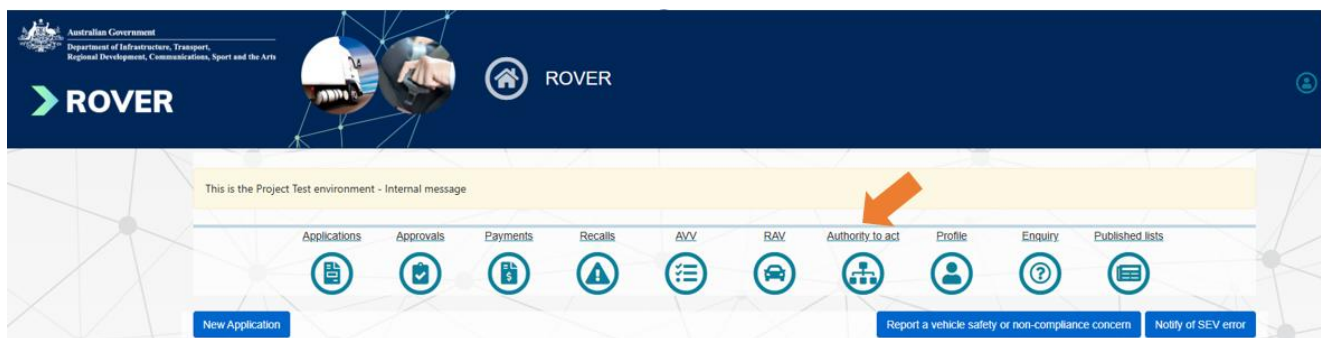 Australian Government
Department of Infrastructure, Transport,
Regional Development, Communications, Sport and the Arts
ROVER
ROVER
This is the Project Test environment - Internal message
Applications Approvals Payments Recalls AVV RAV Authority to act Profile Enquiry Published lists
New Application Report a vehicle safety or non-compliance concern Notify of SEV error